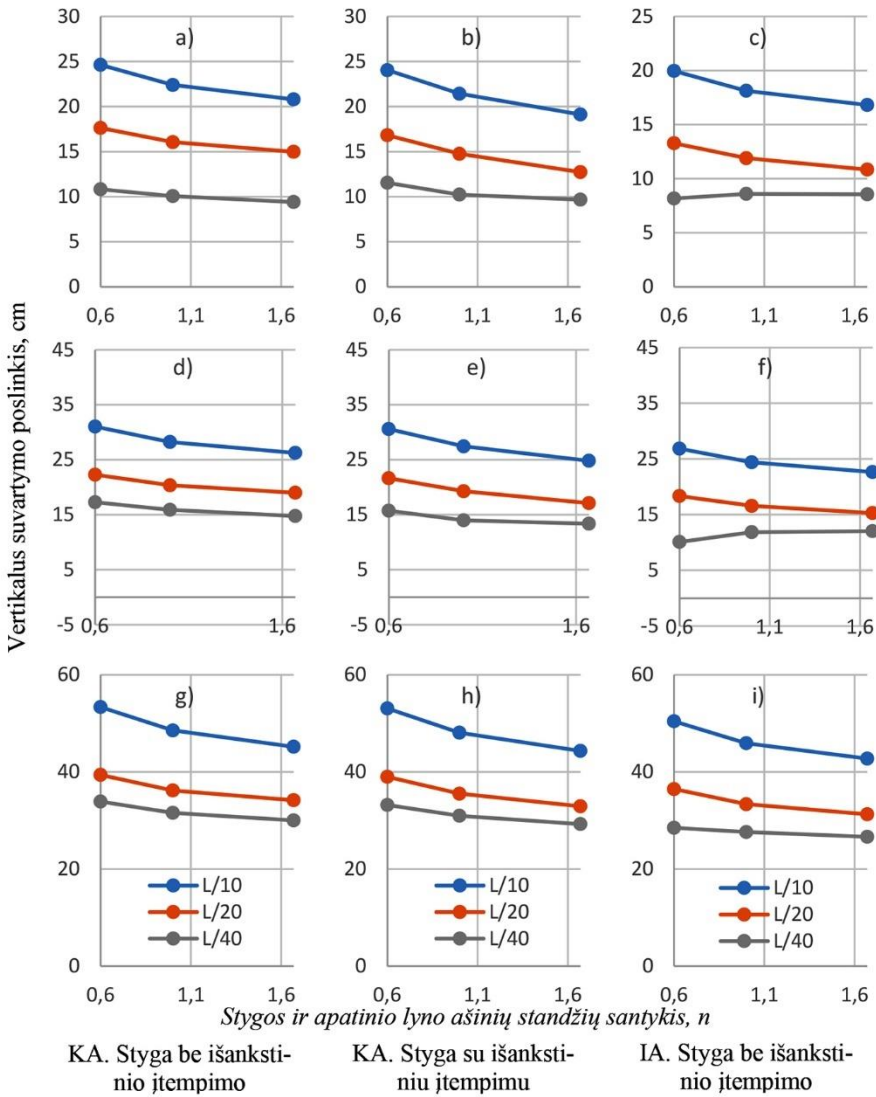 Vertikalus suvartymo poslinkis, cm
a)
30
25
20
15
10
5
0
0,6 1,1 1,6
b)
30
25
20
15
10
5
0
0,6 1,1 1,6
c)
25
20
15
10
5
0
0,6 1,1 1,6
d)
45
35
25
15
5
-5
0,6 1,6
e)
45
35
25
15
5
-5
0,6 1,6
f)
45
35
25
15
5
-5
0,6 1,1 1,6
g)
60
40
20
0
L/10
L/20
L/40
0,6 1,1 1,6
h)
60
40
20
0
L/10
L/20
L/40
0,6 1,1 1,6
i)
60
40
20
0
L/10
L/20
L/40
0,6 1,1 1,6
Stygos ir apatinio lyno ašinių standžių santykis, n
KA. Styga be išanksti-
nio įtempimo
KA. Styga su išanksti-
niu įtempimu
IA. Styga be išanksti-
nio įtempimo